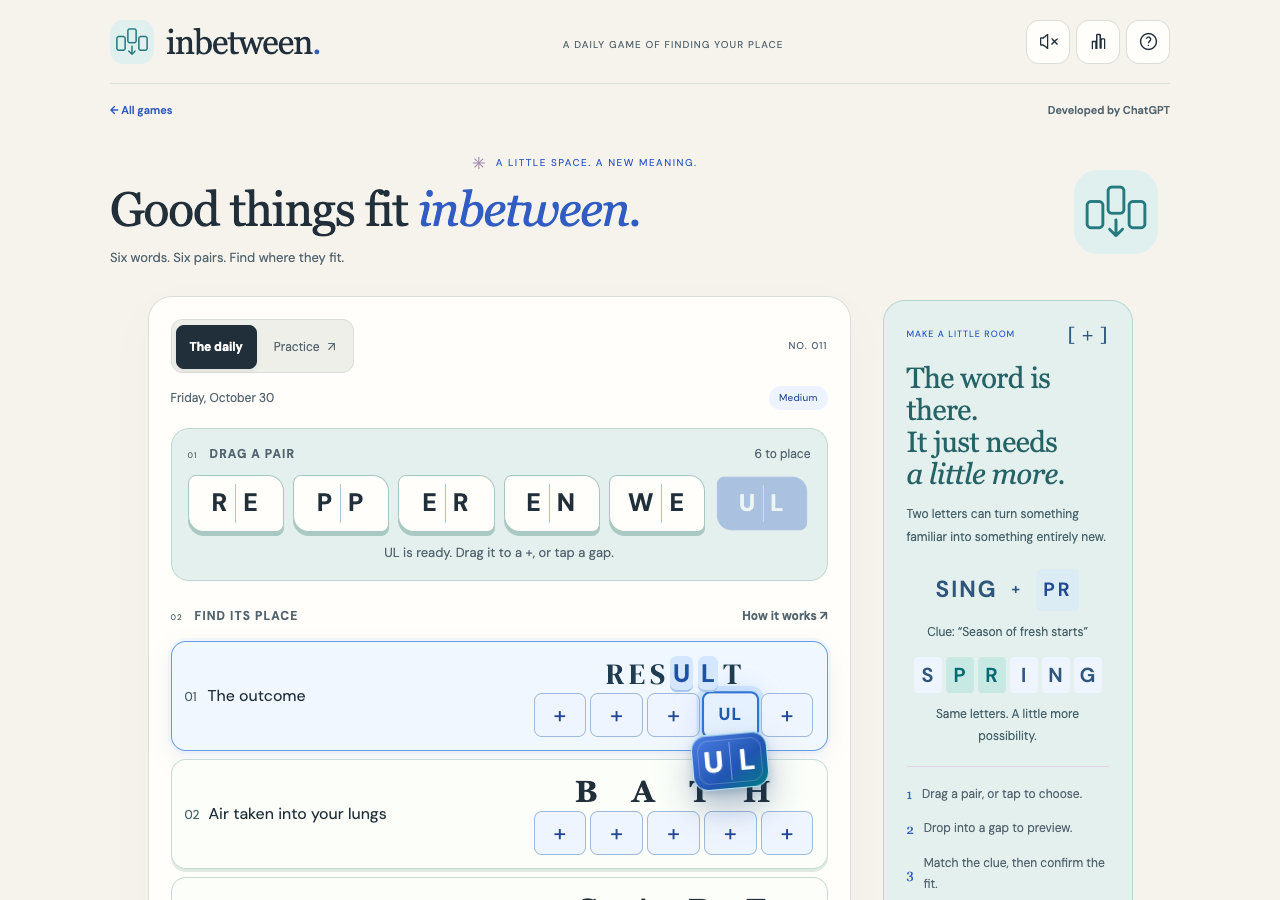 inbetween.
A DAILY GAME OF FINDING YOUR PLACE
← All games
Developed by ChatGPT
A LITTLE SPACE. A NEW MEANING.
Good things fit inbetween.
Six words. Six pairs. Find where they fit.
The daily
Practice ↗
NO. 011
Friday, October 30
Medium
01 DRAG A PAIR
6 to place
R E
P P
E R
E N
W E
U L
UL is ready. Drag it to a +, or tap a gap.
02 FIND ITS PLACE
How it works ↗
01 The outcome
RESULT
+ + + UL +
U L
02 Air taken into your lungs
B A T H
+ + + + +
MAKE A LITTLE ROOM
[ + ]
The word is
there.
It just needs
a little more.
Two letters can turn something
familiar into something entirely new.
SING + PR
Clue: “Season of fresh starts”
S P R I N G
Same letters. A little more
possibility.
1 Drag a pair, or tap to choose.
2 Drop into a gap to preview.
3 Match the clue, then confirm the
fit.